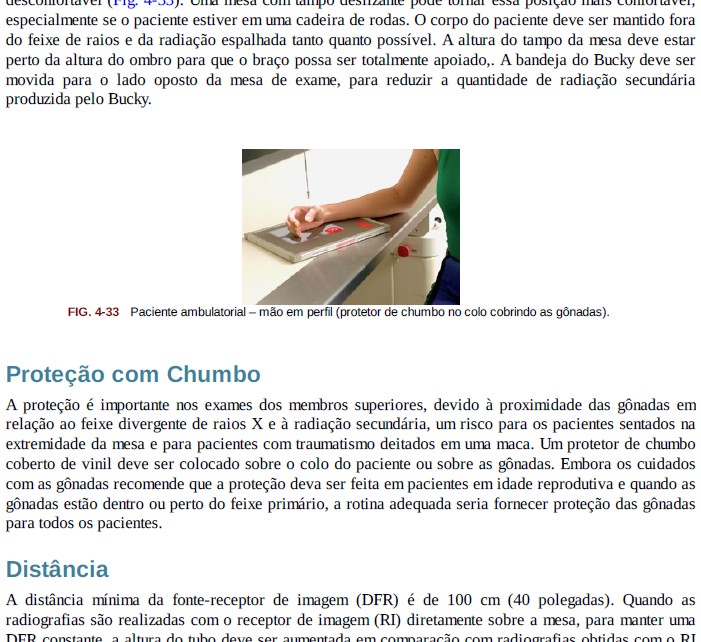 desconfortável (Fig. 4-33). Uma mesa com tampo deslizante pode tornar essa posição mais confortável,
especialmente se o paciente estiver em uma cadeira de rodas. O corpo do paciente deve ser mantido fora
do feixe de raios e da radiação espalhada tanto quanto possível. A altura do tampo da mesa deve estar
perto da altura do ombro para que o braço possa ser totalmente apoiado,. A bandeja do Bucky deve ser
movida para o lado oposto da mesa de exame, para reduzir a quantidade de radiação secundária
produzida pelo Bucky.
FIG. 4-33 Paciente ambulatorial – mão em perfil (protetor de chumbo no colo cobrindo as gônadas).
Proteção com Chumbo
A proteção é importante nos exames dos membros superiores, devido à proximidade das gônadas em
relação ao feixe divergente de raios X e à radiação secundária, um risco para os pacientes sentados na
extremidade da mesa e para pacientes com traumatismo deitados em uma maca. Um protetor de chumbo
coberto de vinil deve ser colocado sobre o colo do paciente ou sobre as gônadas. Embora os cuidados
com as gônadas recomende que a proteção deva ser feita em pacientes em idade reprodutiva e quando as
gônadas estão dentro ou perto do feixe primário, a rotina adequada seria fornecer proteção das gônadas
para todos os pacientes.
Distância
A distância mínima da fonte-receptor de imagem (DFR) é de 100 cm (40 polegadas). Quando as
radiografias são realizadas com o receptor de imagem (RI) diretamente sobre a mesa, para manter uma
DFR constante, a altura do tubo deve ser aumentada em comparação com radiografias obtidas com o RI